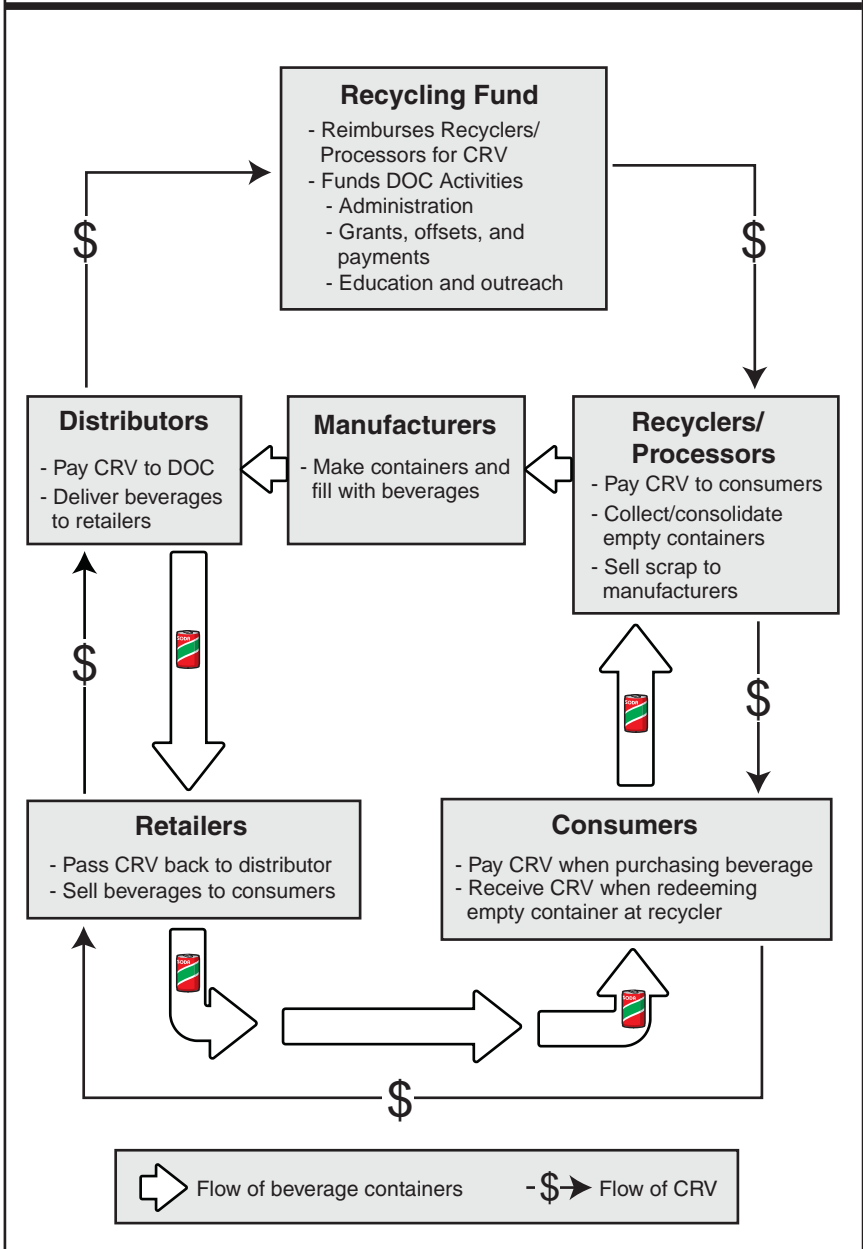 Recycling Fund
- Reimburses Recyclers/
Processors for CRV
- Funds DOC Activities
- Administration
- Grants, offsets, and
payments
- Education and outreach
$
$
Distributors
- Pay CRV to DOC
- Deliver beverages
to retailers
Manufacturers
- Make containers and
fill with beverages
Recyclers/
Processors
- Pay CRV to consumers
- Collect/consolidate
empty containers
- Sell scrap to
manufacturers
$
SODA
SODA
$
Retailers
- Pass CRV back to distributor
- Sell beverages to consumers
Consumers
- Pay CRV when purchasing beverage
- Receive CRV when redeeming
empty container at recycler
SODA
SODA
$
Flow of beverage containers
-$→ Flow of CRV